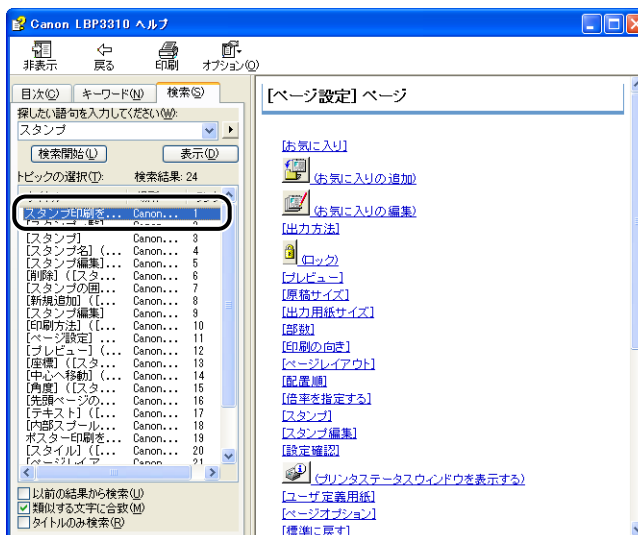 Canon LBP3310 ヘルプ
非表示 戻る 印刷 オプション(O)
目次(C) キーワード(N) 検索(S)
探したい語句を入力してください(W):
スタンプ
検索開始(L) 表示(D)
トピックの選択(T): 検索結果: 24
スタンプ印刷を... Canon... 1
[スタンプ] Canon... 3
[スタンプ名] (... Canon... 4
[スタンプ編集]... Canon... 5
[削除] ([スタ... Canon... 6
[スタンプの囲... Canon... 7
[新規追加] ([... Canon... 8
[スタンプ編集] Canon... 9
[印刷方法] ([... Canon... 10
[ページ設定] ... Canon... 11
[プレビュー] (... Canon... 12
[座標] ([スタ... Canon... 13
[中心へ移動] (... Canon... 14
[角度] ([スタ... Canon... 15
[先頭ページの... Canon... 16
[テキスト] ([... Canon... 17
[内部スプール... Canon... 18
ポスター印刷を... Canon... 19
[スタイル] ([... Canon... 20
[ページレイア... Canon... 21
以前の結果から検索(U)
類似する文字に合致(M)
タイトルのみ検索(R)
[ページ設定] ページ
[お気に入り]
(お気に入りの追加)
(お気に入りの編集)
[出力方法]
(ロック)
[プレビュー]
[原稿サイズ]
[出力用紙サイズ]
[部数]
[印刷の向き]
[ページレイアウト]
[配置順]
[倍率を指定する]
[スタンプ]
[スタンプ編集]
[設定確認]
(プリンタステータスウィンドウを表示する)
[ユーザ定義用紙]
[ページオプション]
[標準に戻す]